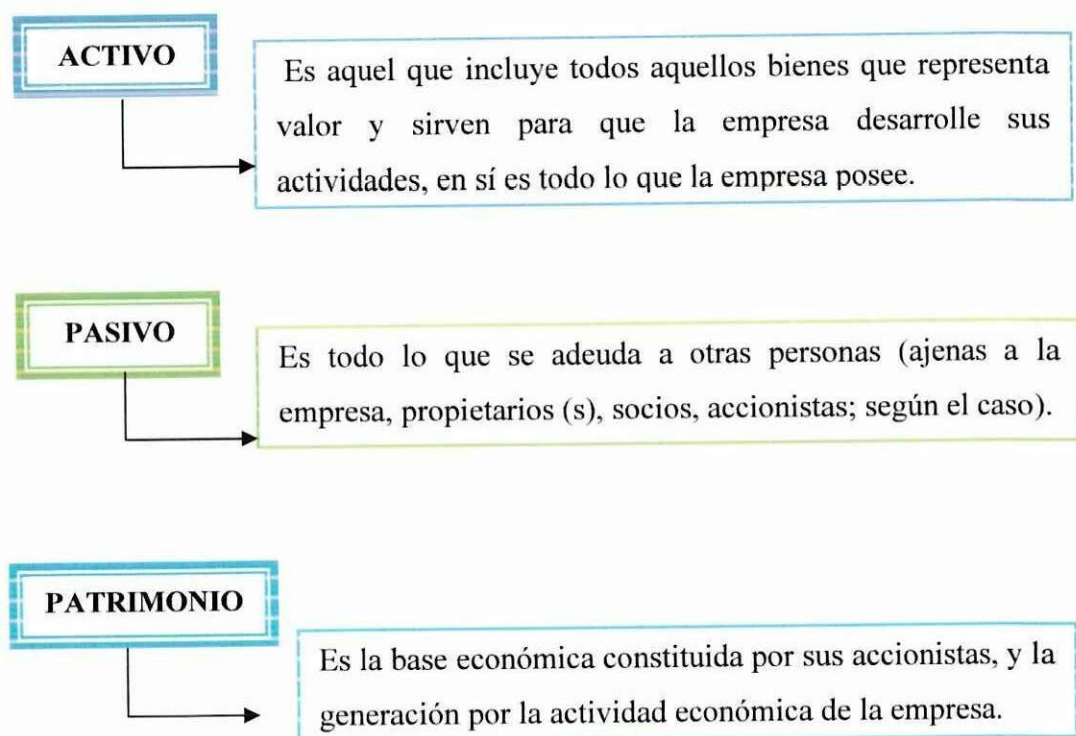 ACTIVO
Es aquel que incluye todos aquellos bienes que representa
valor y sirven para que la empresa desarrolle sus
actividades, en sí es todo lo que la empresa posee.
PASIVO
Es todo lo que se adeuda a otras personas (ajenas a la
empresa, propietarios (s), socios, accionistas; según el caso).
PATRIMONIO
Es la base económica constituida por sus accionistas, y la
generación por la actividad económica de la empresa.